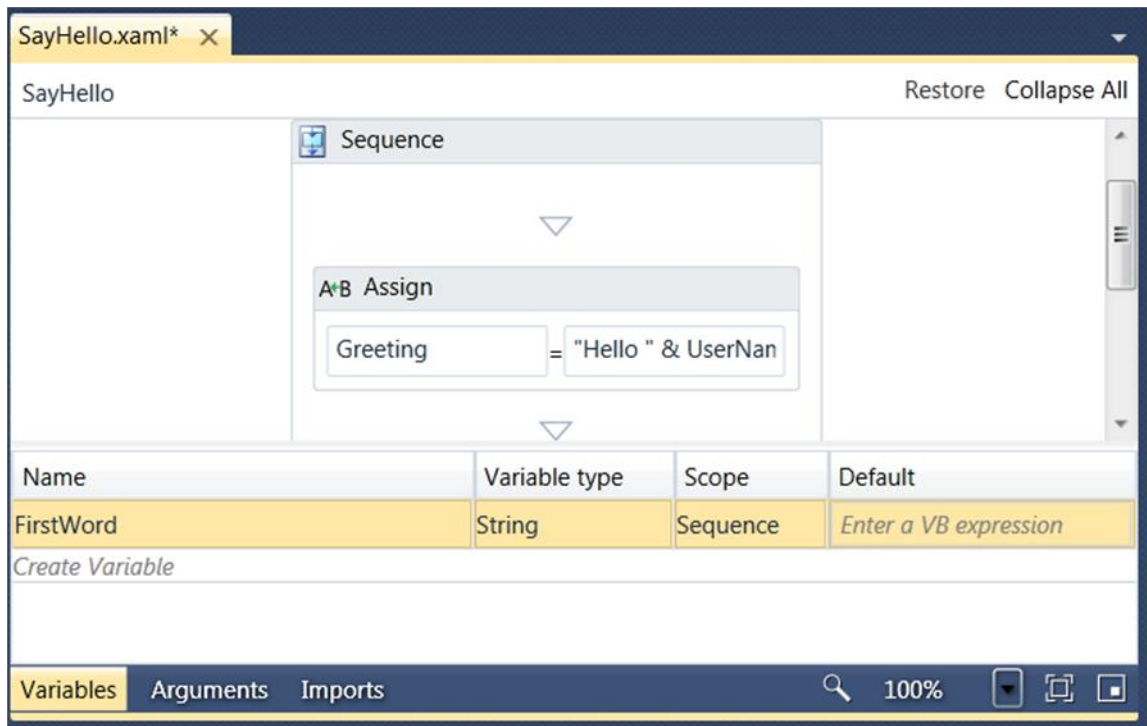 SayHello.xaml*
SayHello Restore Collapse All
Sequence
A B Assign
Greeting = "Hello " & UserNan
Name Variable type Scope Default
FirstWord String Sequence Enter a VB expression
Create Variable
Variables Arguments Imports 100%